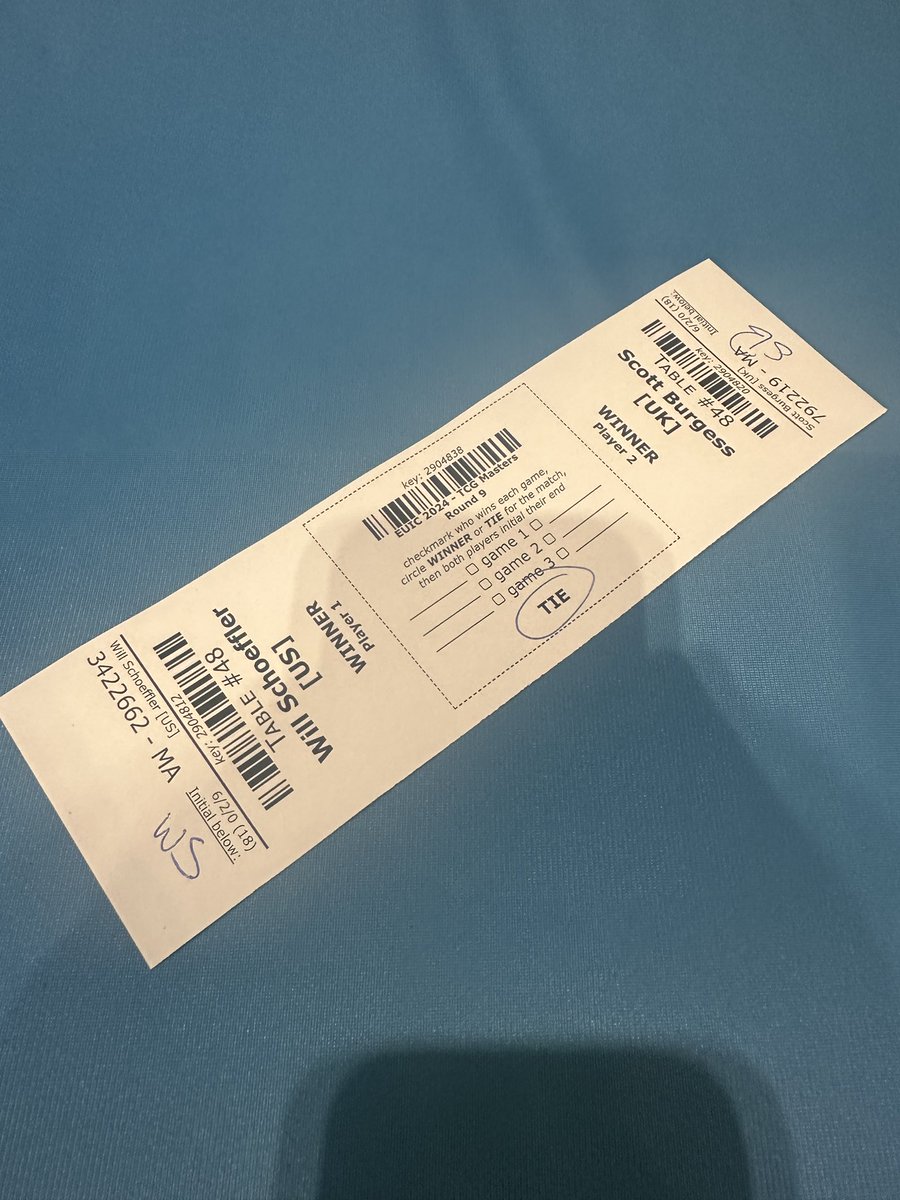 Will Schoeffler [US]
3422662 - MA
6/2/0 (18)
Initial below:
WS
key: 2904812
TABLE #48
Will Schoeffler
[US]
WINNER
Player 1
key: 2904838
EUIC 2024 - TCG Masters
Round 9
checkmark who wins each game,
circle WINNER or TIE for the match,
then both players initial their end
game 1
game 2
game 3
TIE
WINNER
Player 2
Scott Burgess
[UK]
TABLE #48
key: 2904820
Scott Burgess [UK]
792219 - MA
6/2/0 (18)
Initial below:
SB